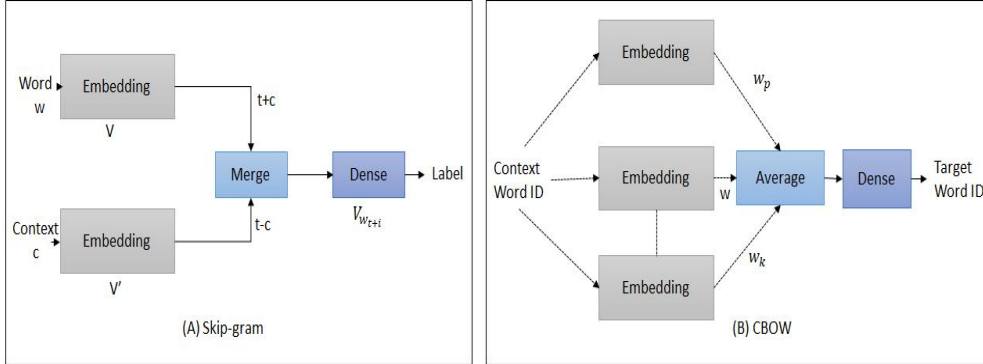 Word
w
Embedding
V
t+c
Merge
Dense
Label
V_{w_{t+i}}
Context
c
Embedding
V'
t-c
(A) Skip-gram
Embedding
w_p
Context
Word ID
Embedding
w
Average
Dense
Target
Word ID
Embedding
w_k
(B) CBOW